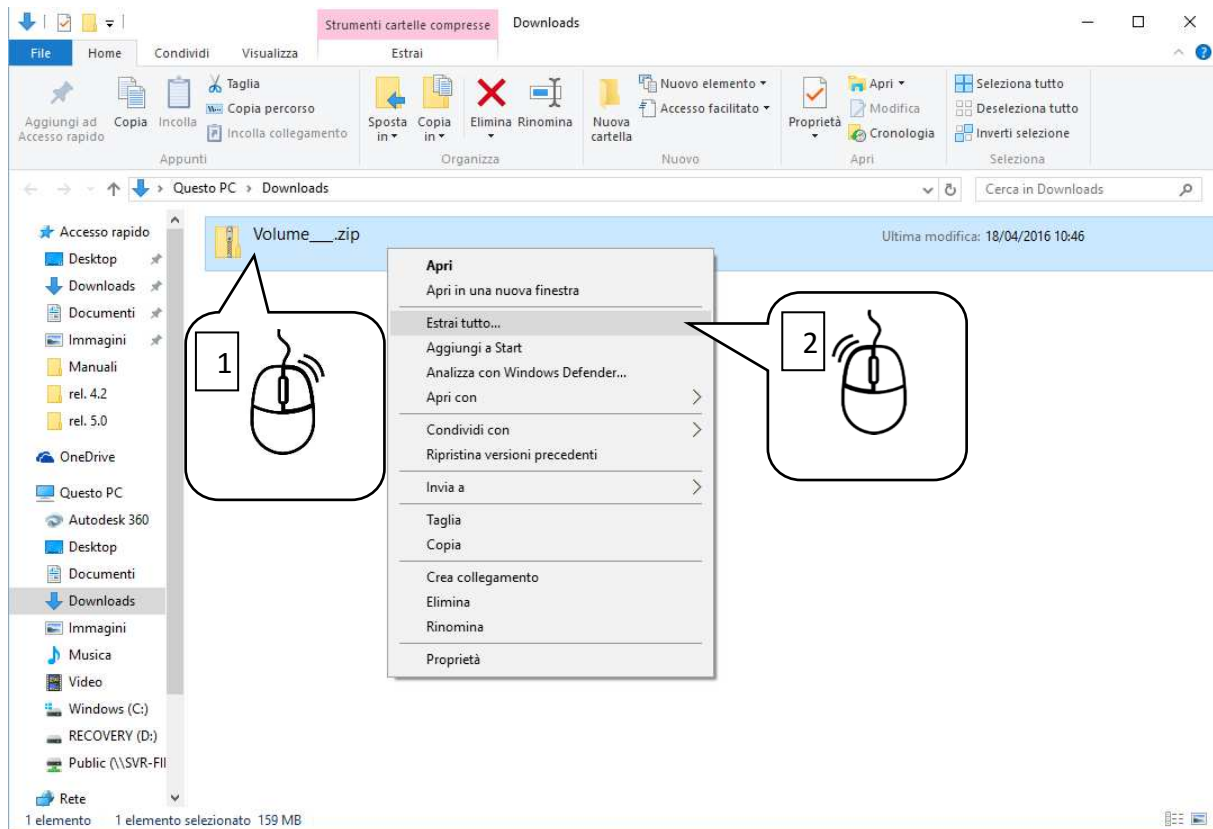 Strumenti cartelle compresse
Downloads
File
Home
Condividi
Visualizza
Estrai
Aggiungi ad
Accesso rapido
Copia
Incolla
Taglia
Copia percorso
Incolla collegamento
Appunti
Sposta
in
Copia
in
Elimina
Rinomina
Organizza
Nuova
cartella
Nuovo elemento
Accesso facilitato
Nuovo
Proprietà
Apri
Modifica
Cronologia
Apri
Seleziona tutto
Deseleziona tutto
Inverti selezione
Seleziona
Questo PC > Downloads
Cerca in Downloads
Accesso rapido
Desktop
Downloads
Documenti
Immagini
Manuali
rel. 4.2
rel. 5.0
OneDrive
Questo PC
Autodesk 360
Desktop
Documenti
Downloads
Immagini
Musica
Video
Windows (C:)
RECOVERY (D:)
Public (\\SVR-FII
Rete
Volume___.zip
Ultima modifica: 18/04/2016 10:46
1
2
Apri
Apri in una nuova finestra
Estrai tutto...
Aggiungi a Start
Analizza con Windows Defender...
Apri con
Condividi con
Ripristina versioni precedenti
Invia a
Taglia
Copia
Crea collegamento
Elimina
Rinomina
Proprietà
1 elemento
1 elemento selezionato 159 MB